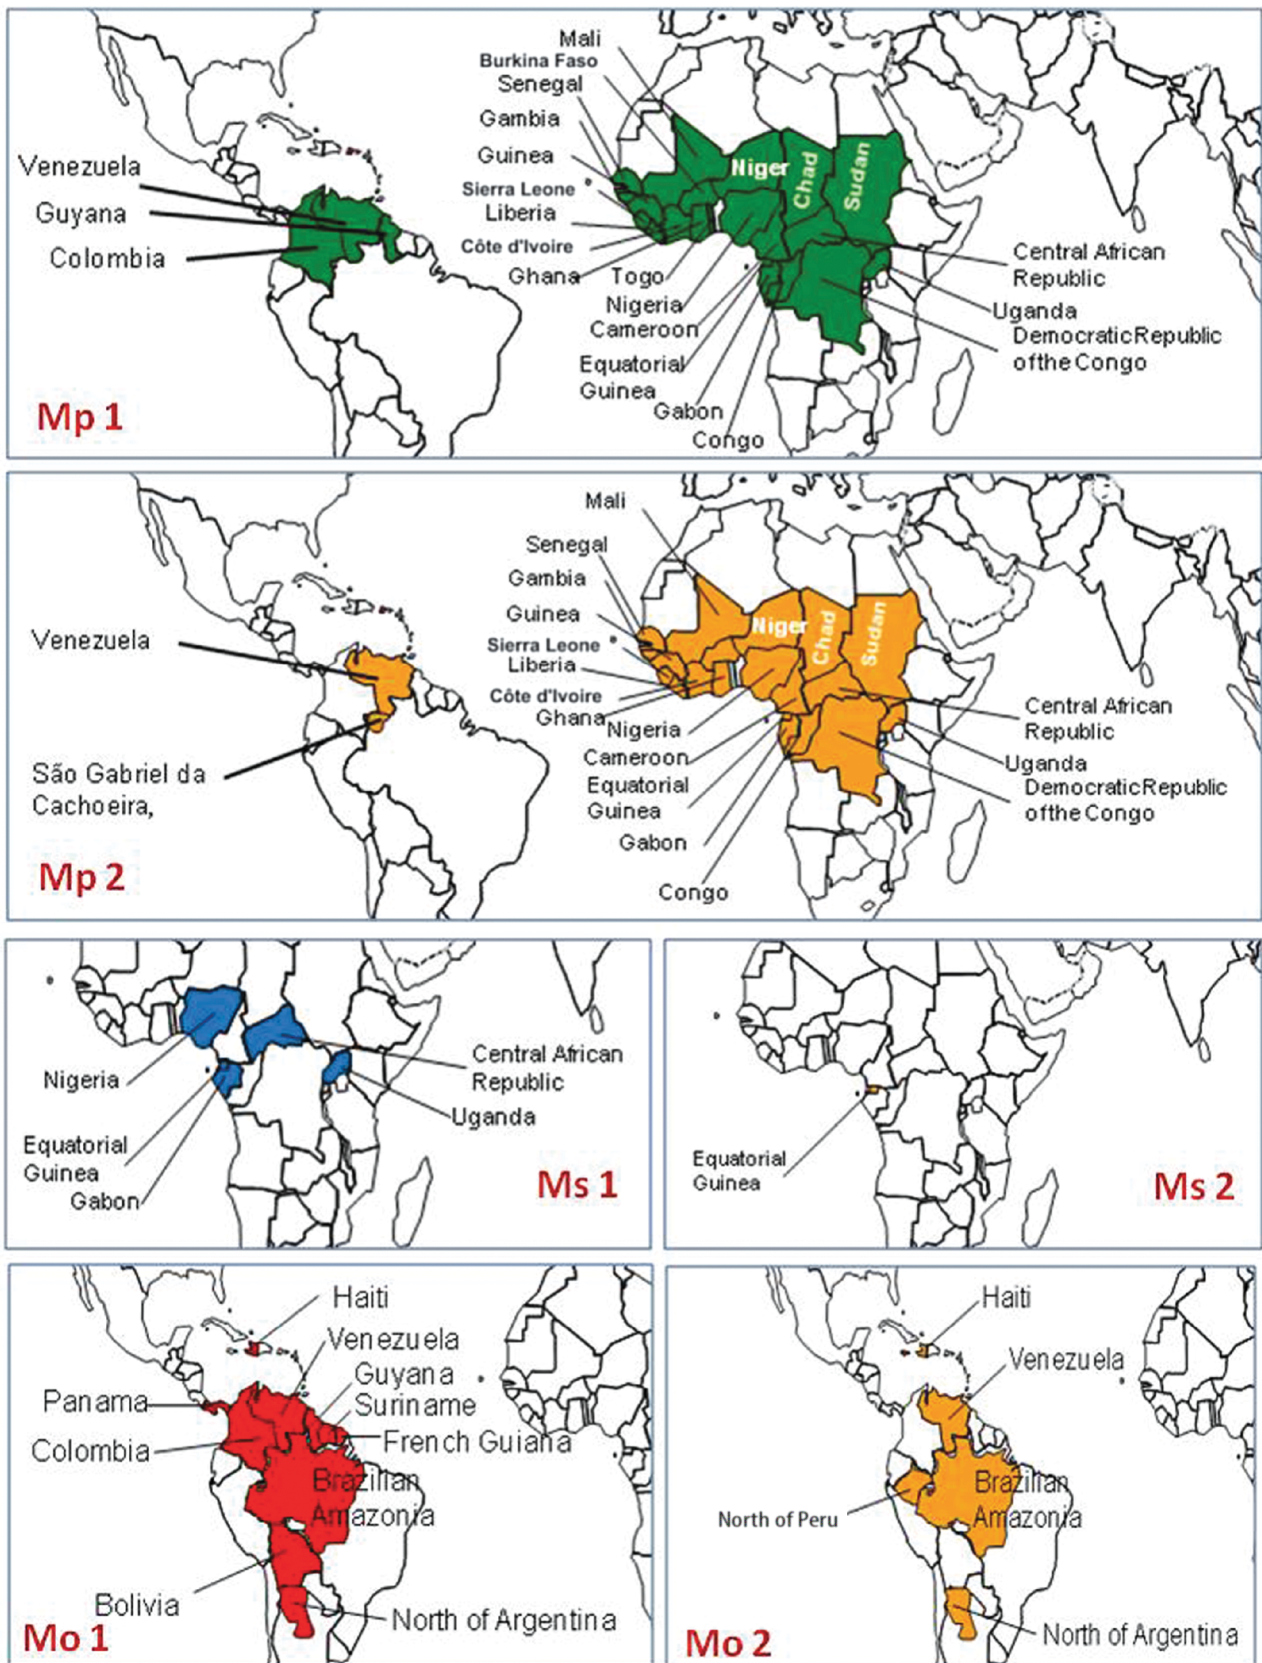 Mali
Burkina Faso
Senegal
Gambia
Guinea
Sierra Leone
Liberia
Côte d'Ivoire
Ghana
Togo
Nigeria
Cameroon
Equatorial
Guinea
Gabon
Congo
Niger
Chad
Sudan
Central African
Republic
Uganda
Democratic Republic
of the Congo
Venezuela
Guyana
Colombia
Mp 1
Mali
Senegal
Gambia
Guinea
Sierra Leone
Liberia
Côte d'Ivoire
Ghana
Nigeria
Cameroon
Equatorial
Guinea
Gabon
Congo
Niger
Chad
Sudan
Central African
Republic
Uganda
Democratic Republic
of the Congo
Venezuela
São Gabriel da
Cachoeira,
Mp 2
Nigeria
Equatorial
Guinea
Gabon
Central African
Republic
Uganda
Ms 1
Equatorial
Guinea
Ms 2
Haiti
Venezuela
Guyana
Suriname
French Guiana
Panama
Colombia
Brazilian
Amazonia
Bolivia
North of Argentina
Mo 1
Haiti
Venezuela
Brazilian
Amazonia
North of Peru
North of Argentina
Mo 2